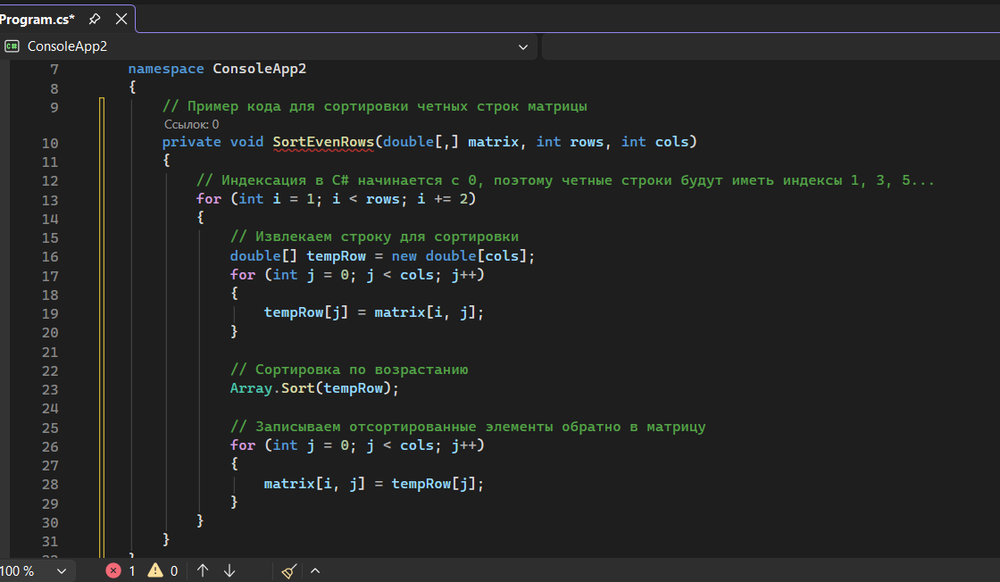 Program.cs*
C# ConsoleApp2
7 namespace ConsoleApp2
8 {
9 // Пример кода для сортировки четных строк матрицы
Ссылок: 0
10 private void SortEvenRows(double[,] matrix, int rows, int cols)
11 {
12 // Индексация в C# начинается с 0, поэтому четные строки будут иметь индексы 1, 3, 5...
13 for (int i = 1; i < rows; i += 2)
14 {
15 // Извлекаем строку для сортировки
16 double[] tempRow = new double[cols];
17 for (int j = 0; j < cols; j++)
18 {
19 tempRow[j] = matrix[i, j];
20 }
21
22 // Сортировка по возрастанию
23 Array.Sort(tempRow);
24
25 // Записываем отсортированные элементы обратно в матрицу
26 for (int j = 0; j < cols; j++)
27 {
28 matrix[i, j] = tempRow[j];
29 }
30 }
31 }
100 % 1 0